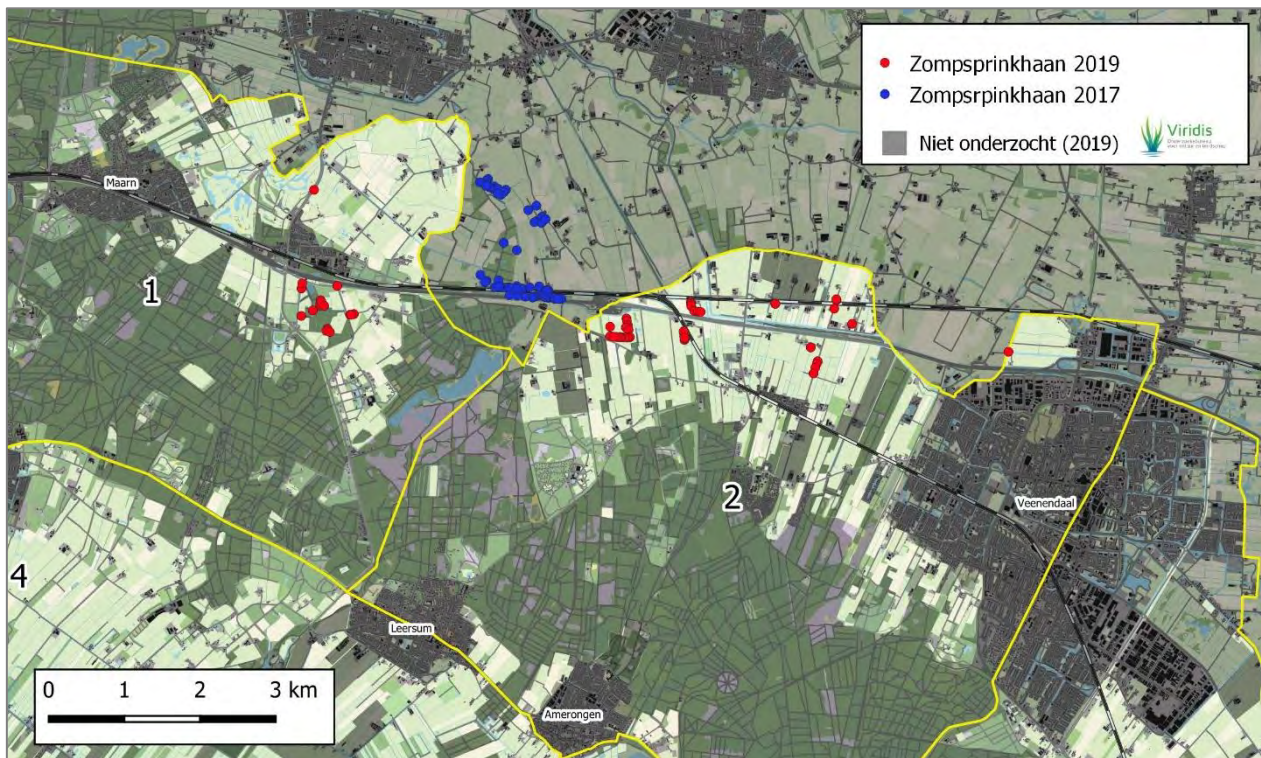 Zompsprinkhaan 2019
Zompsrpinkhaan 2017
Niet onderzocht (2019)
Viridis
Maarn
1
2
Veenendaal
4
Leersum
Amerongen
0 1 2 3 km